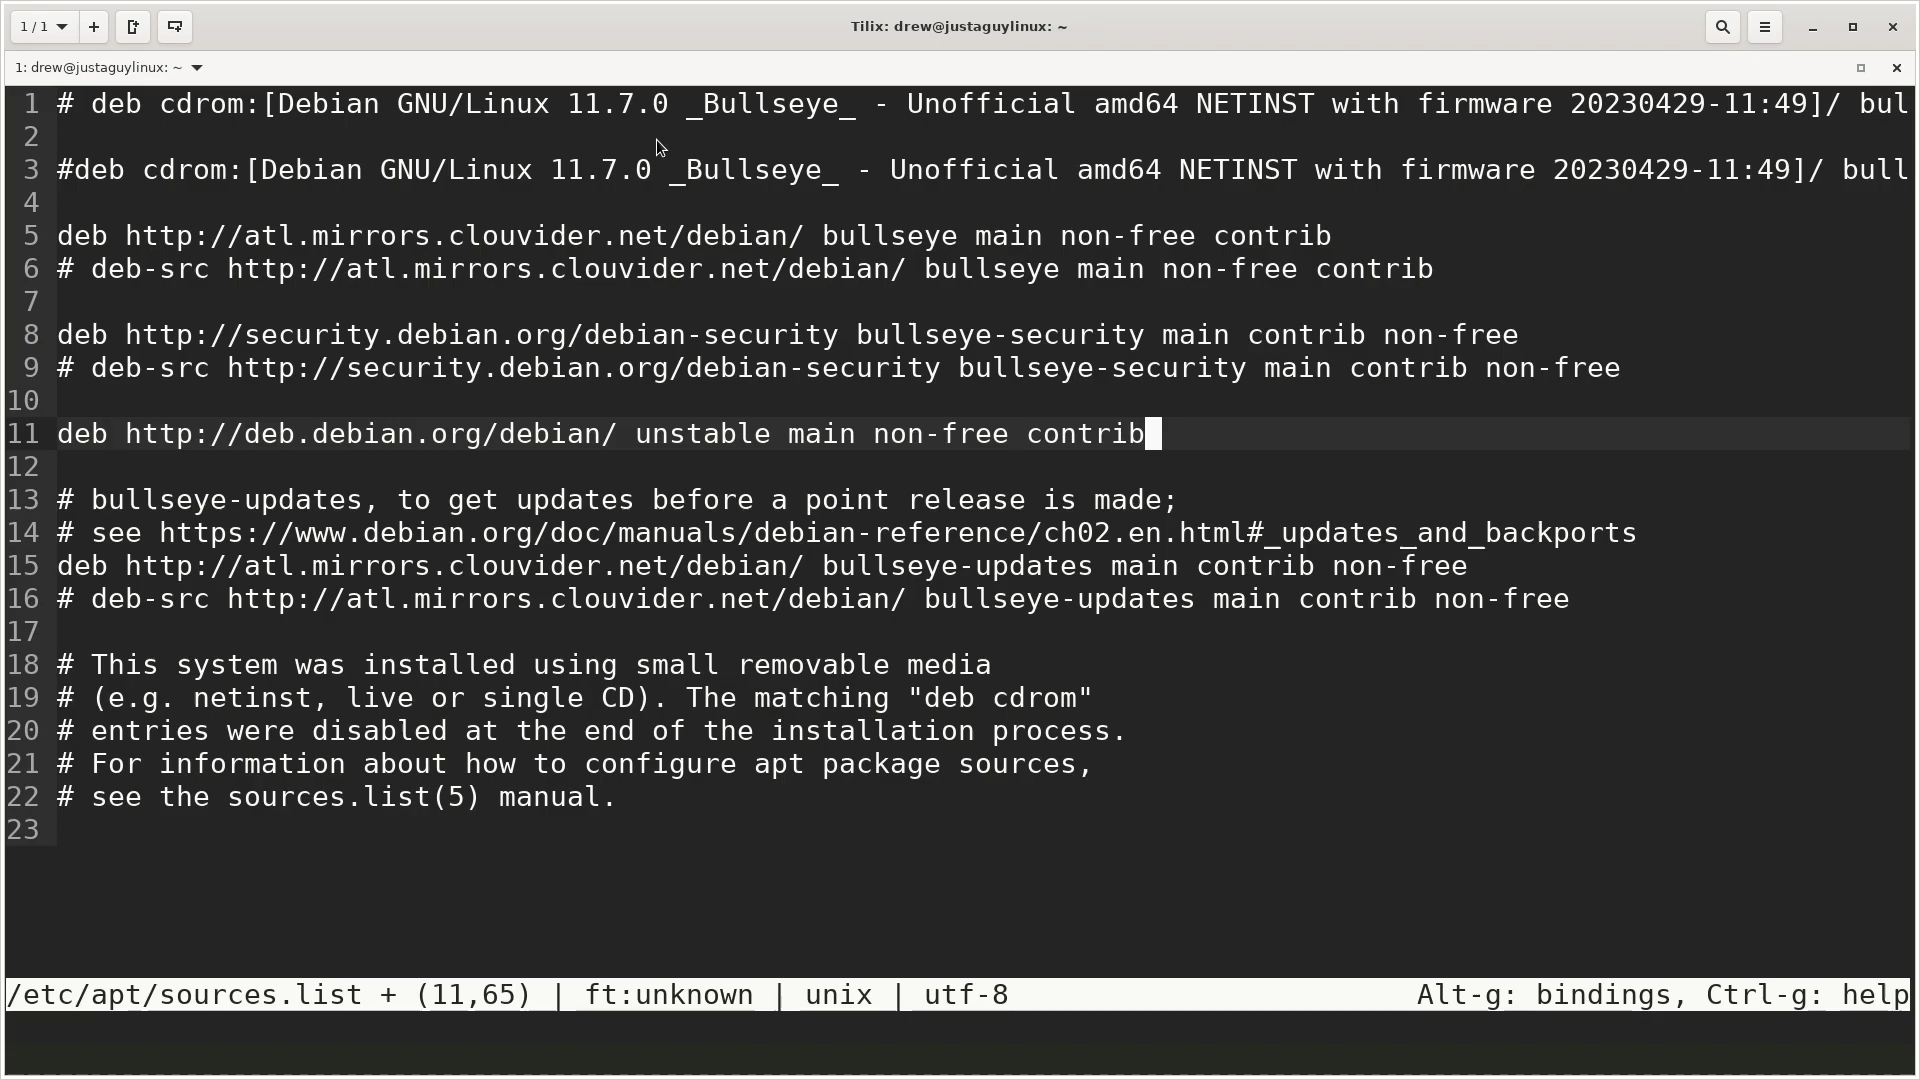 1 / 1
Tilix: drew@justaguylinux: ~
1: drew@justaguylinux: ~
1 # deb cdrom:[Debian GNU/Linux 11.7.0 _Bullseye_ - Unofficial amd64 NETINST with firmware 20230429-11:49]/ bul
2
3 #deb cdrom:[Debian GNU/Linux 11.7.0 _Bullseye_ - Unofficial amd64 NETINST with firmware 20230429-11:49]/ bull
4
5 deb http://atl.mirrors.clouvider.net/debian/ bullseye main non-free contrib
6 # deb-src http://atl.mirrors.clouvider.net/debian/ bullseye main non-free contrib
7
8 deb http://security.debian.org/debian-security bullseye-security main contrib non-free
9 # deb-src http://security.debian.org/debian-security bullseye-security main contrib non-free
10
11 deb http://deb.debian.org/debian/ unstable main non-free contrib
12
13 # bullseye-updates, to get updates before a point release is made;
14 # see https://www.debian.org/doc/manuals/debian-reference/ch02.en.html#_updates_and_backports
15 deb http://atl.mirrors.clouvider.net/debian/ bullseye-updates main contrib non-free
16 # deb-src http://atl.mirrors.clouvider.net/debian/ bullseye-updates main contrib non-free
17
18 # This system was installed using small removable media
19 # (e.g. netinst, live or single CD). The matching "deb cdrom"
20 # entries were disabled at the end of the installation process.
21 # For information about how to configure apt package sources,
22 # see the sources.list(5) manual.
23
/etc/apt/sources.list + (11,65) | ft:unknown | unix | utf-8 Alt-g: bindings, Ctrl-g: help